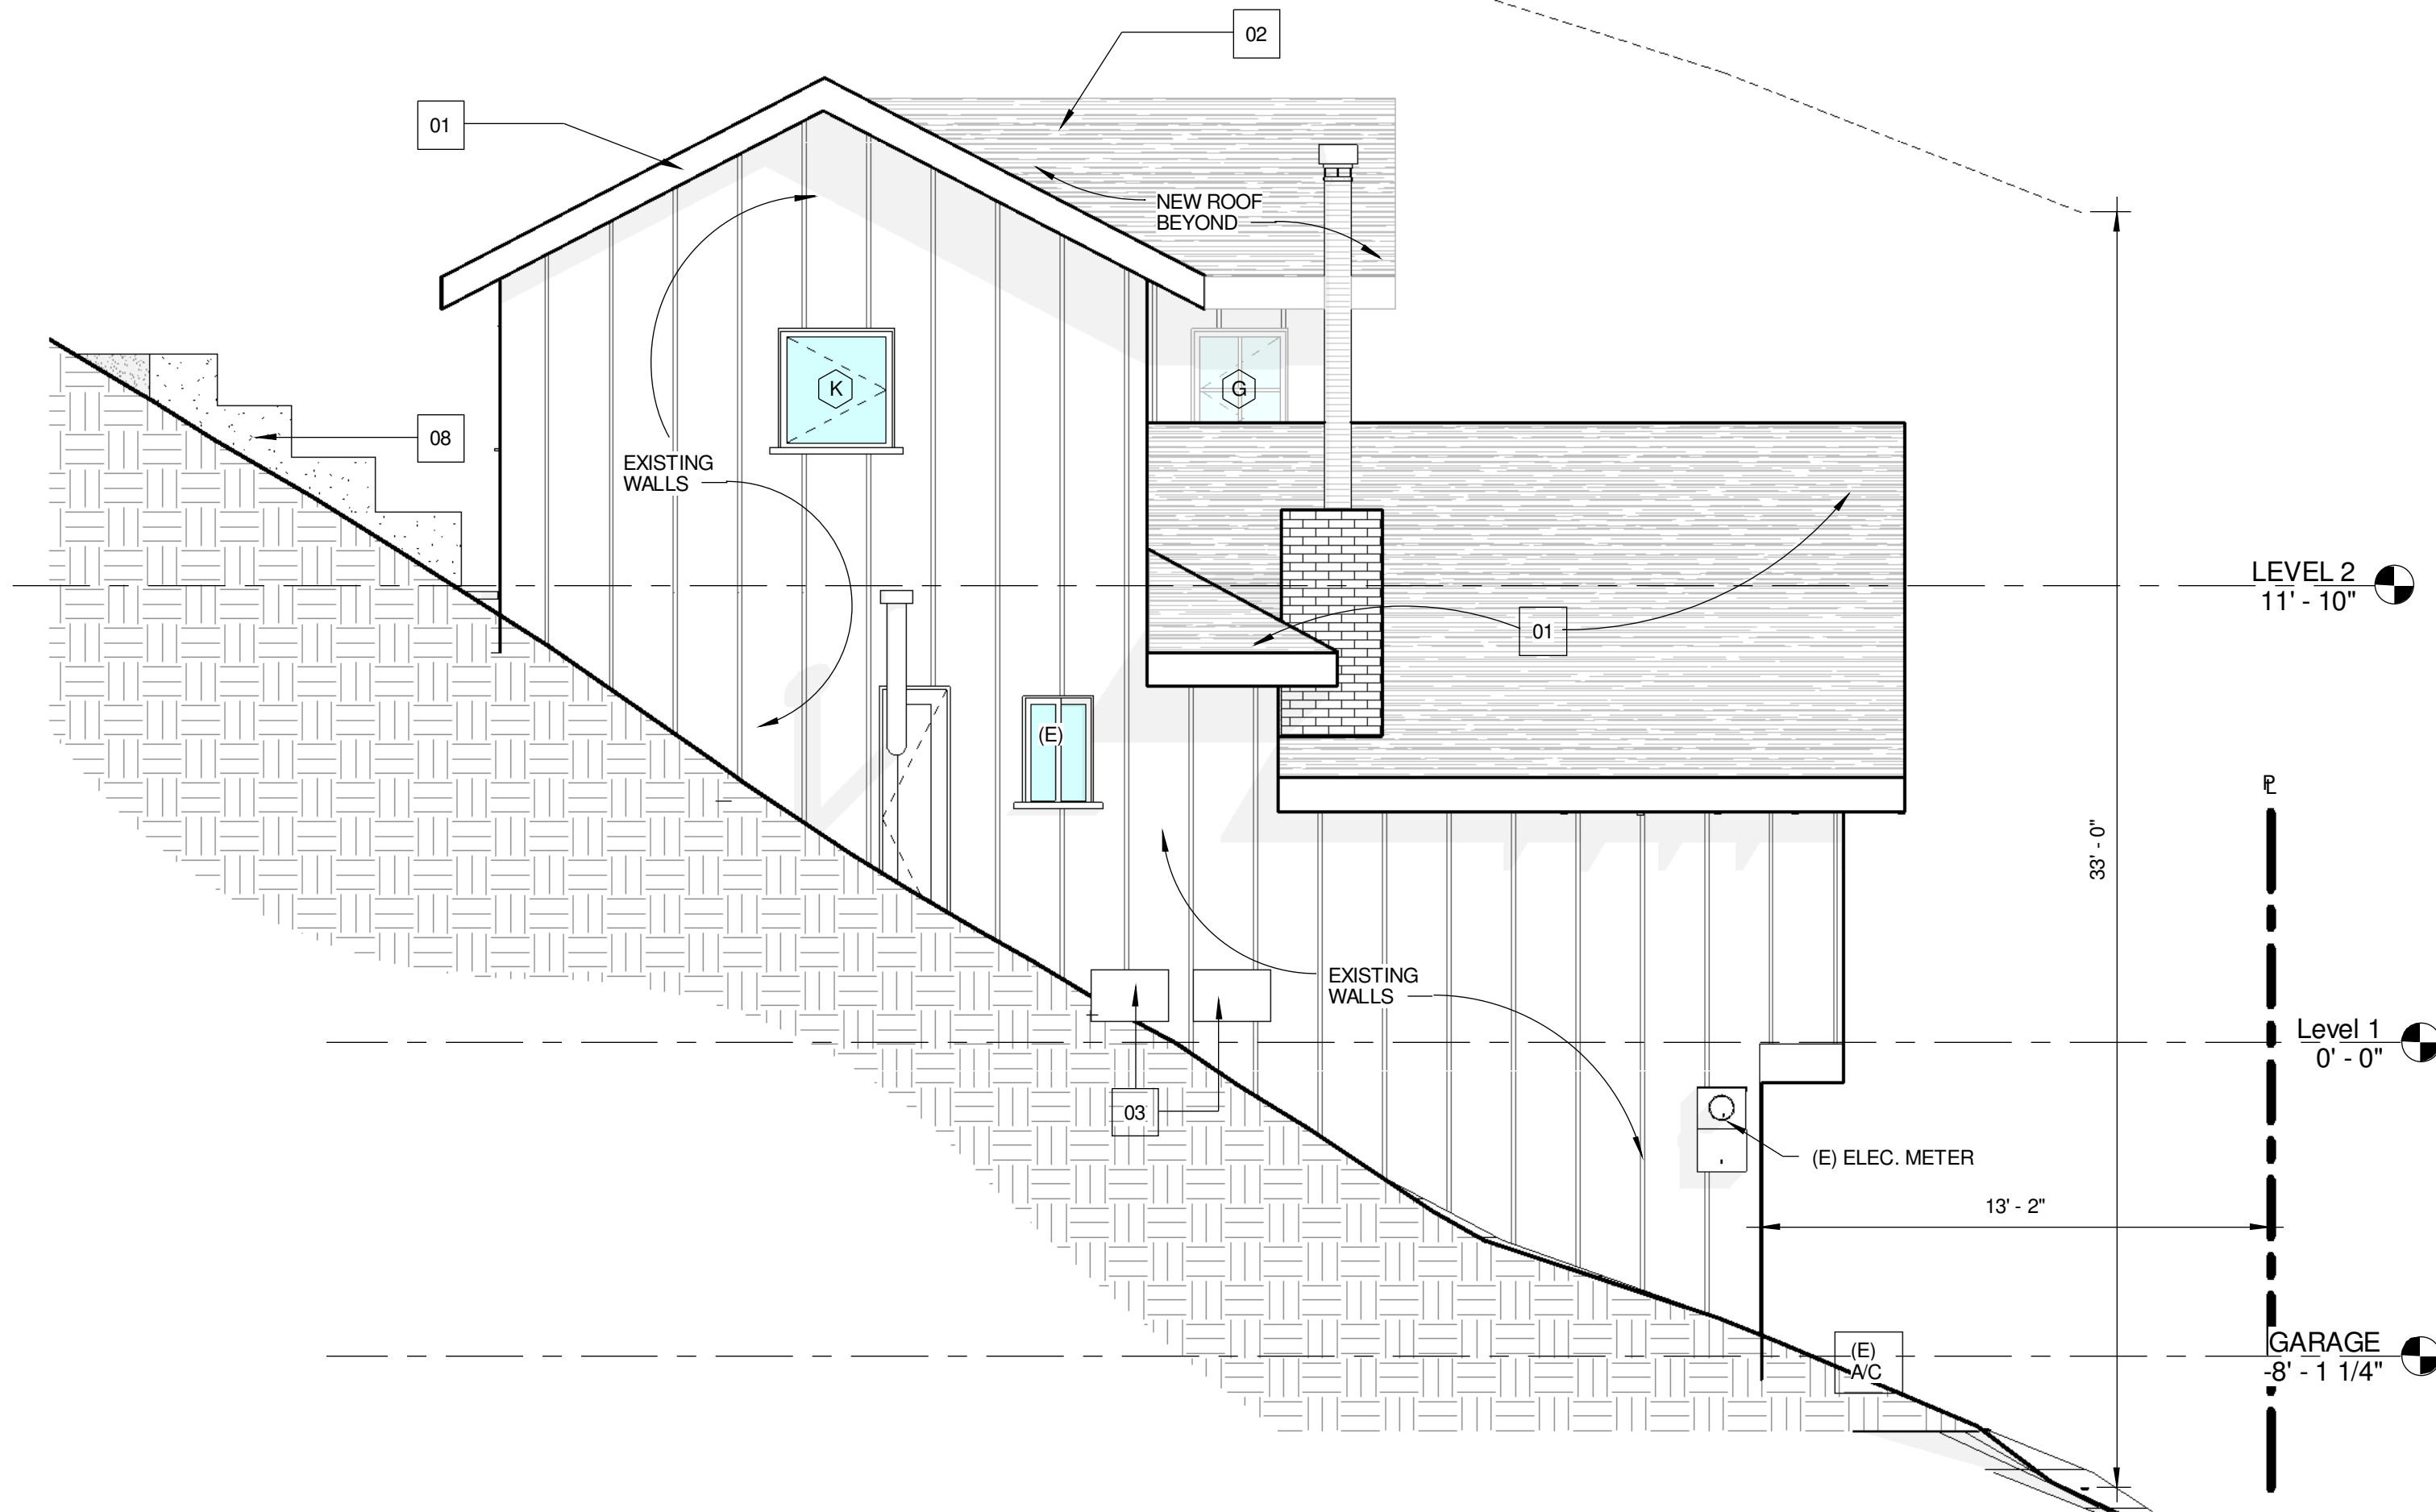 02
01
NEW ROOF
BEYOND
K
G
08
EXISTING
WALLS
LEVEL 2
11' - 10"
01
(E)
PL
33' - 0"
EXISTING
WALLS
Level 1
0' - 0"
03
(E) ELEC. METER
13' - 2"
GARAGE
-8' - 1 1/4"
(E)
A/C